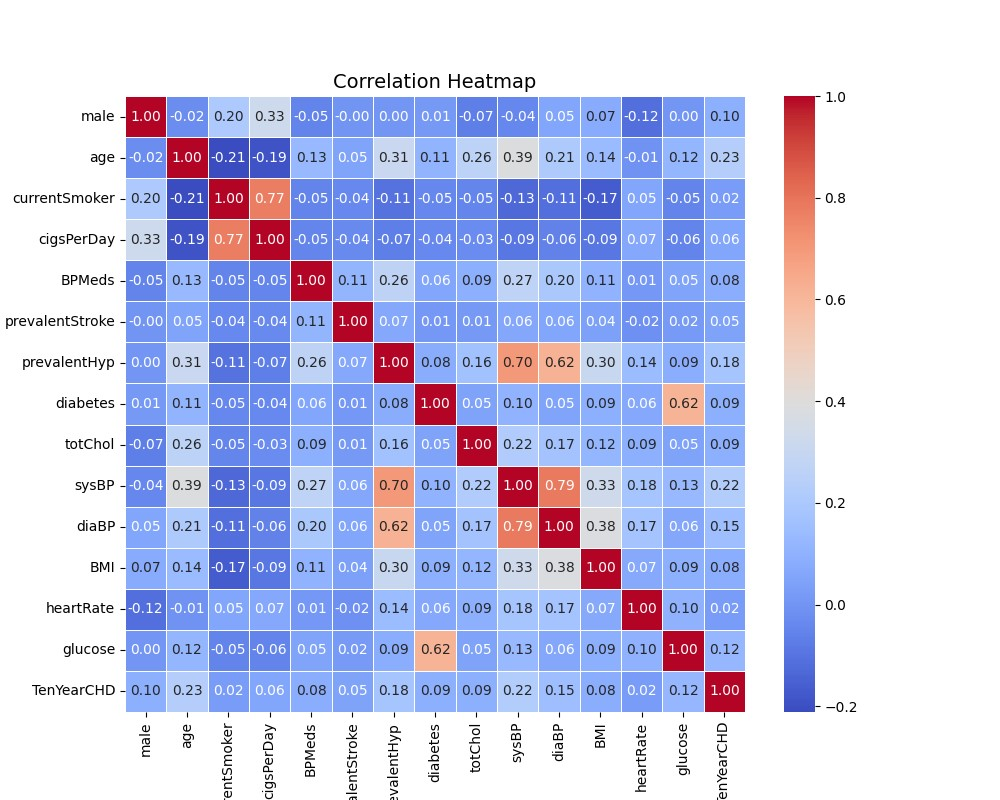 Correlation Heatmap
male 1.00 -0.02 0.20 0.33 -0.05 -0.00 0.00 0.01 -0.07 -0.04 0.05 0.07 -0.12 0.00 0.10
age -0.02 1.00 -0.21 -0.19 0.13 0.05 0.31 0.11 0.26 0.39 0.21 0.14 -0.01 0.12 0.23
currentSmoker 0.20 -0.21 1.00 0.77 -0.05 -0.04 -0.11 -0.05 -0.05 -0.13 -0.11 -0.17 0.05 -0.05 0.02
cigsPerDay 0.33 -0.19 0.77 1.00 -0.05 -0.04 -0.07 -0.04 -0.03 -0.09 -0.06 -0.09 0.07 -0.06 0.06
BPMeds -0.05 0.13 -0.05 -0.05 1.00 0.11 0.26 0.06 0.09 0.27 0.20 0.11 0.01 0.05 0.08
prevalentStroke -0.00 0.05 -0.04 -0.04 0.11 1.00 0.07 0.01 0.01 0.06 0.06 0.04 -0.02 0.02 0.05
prevalentHyp 0.00 0.31 -0.11 -0.07 0.26 0.07 1.00 0.08 0.16 0.70 0.62 0.30 0.14 0.09 0.18
diabetes 0.01 0.11 -0.05 -0.04 0.06 0.01 0.08 1.00 0.05 0.10 0.05 0.09 0.06 0.62 0.09
totChol -0.07 0.26 -0.05 -0.03 0.09 0.01 0.16 0.05 1.00 0.22 0.17 0.12 0.09 0.05 0.09
sysBP -0.04 0.39 -0.13 -0.09 0.27 0.06 0.70 0.10 0.22 1.00 0.79 0.33 0.18 0.13 0.22
diaBP 0.05 0.21 -0.11 -0.06 0.20 0.06 0.62 0.05 0.17 0.79 1.00 0.38 0.17 0.06 0.15
BMI 0.07 0.14 -0.17 -0.09 0.11 0.04 0.30 0.09 0.12 0.33 0.38 1.00 0.07 0.09 0.08
heartRate -0.12 -0.01 0.05 0.07 0.01 -0.02 0.14 0.06 0.09 0.18 0.17 0.07 1.00 0.10 0.02
glucose 0.00 0.12 -0.05 -0.06 0.05 0.02 0.09 0.62 0.05 0.13 0.06 0.09 0.10 1.00 0.12
TenYearCHD 0.10 0.23 0.02 0.06 0.08 0.05 0.18 0.09 0.09 0.22 0.15 0.08 0.02 0.12 1.00
male
age
rentSmoker
cigsPerDay
BPMeds
alentStroke
evalentHyp
diabetes
totChol
sysBP
diaBP
BMI
heartRate
glucose
TenYearCHD
1.0
0.8
0.6
0.4
0.2
0.0
−0.2